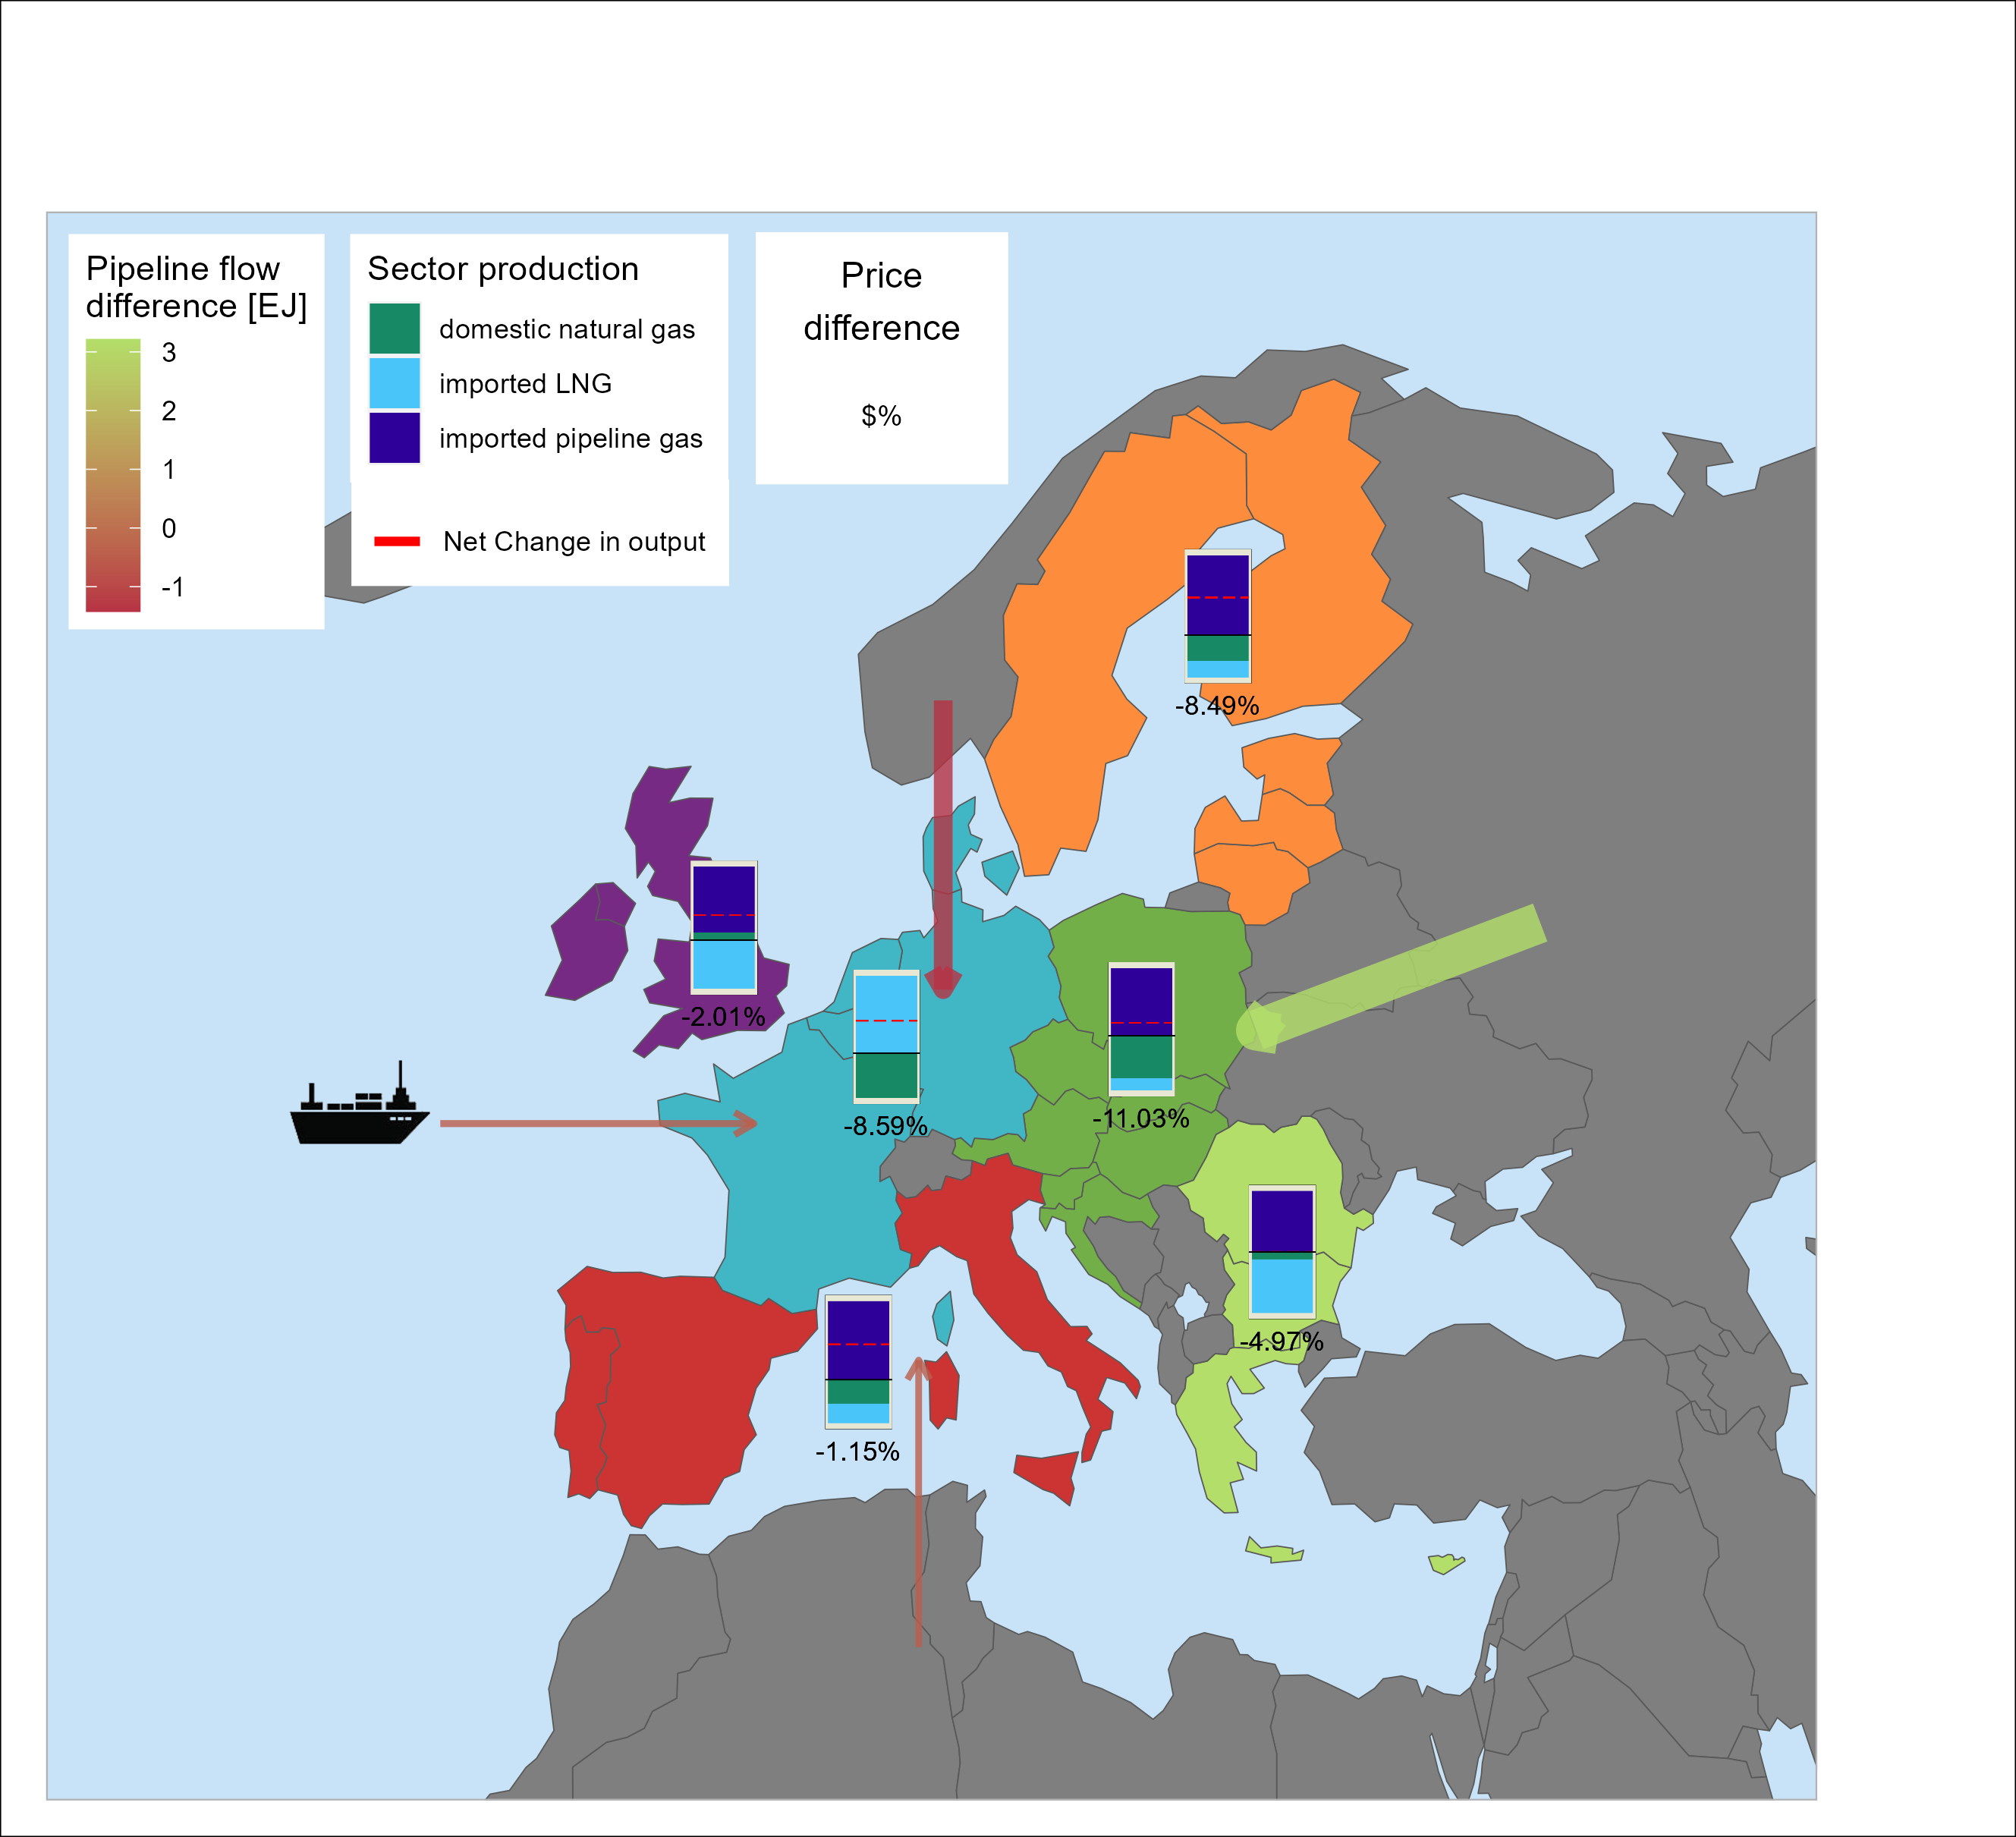 Pipeline flow
difference [EJ]
3
2
1
0
-1
Sector production
domestic natural gas
imported LNG
imported pipeline gas
Net Change in output
Price
difference
$%
-8.49%
-2.01%
-8.59%
-11.03%
-4.97%
-1.15%